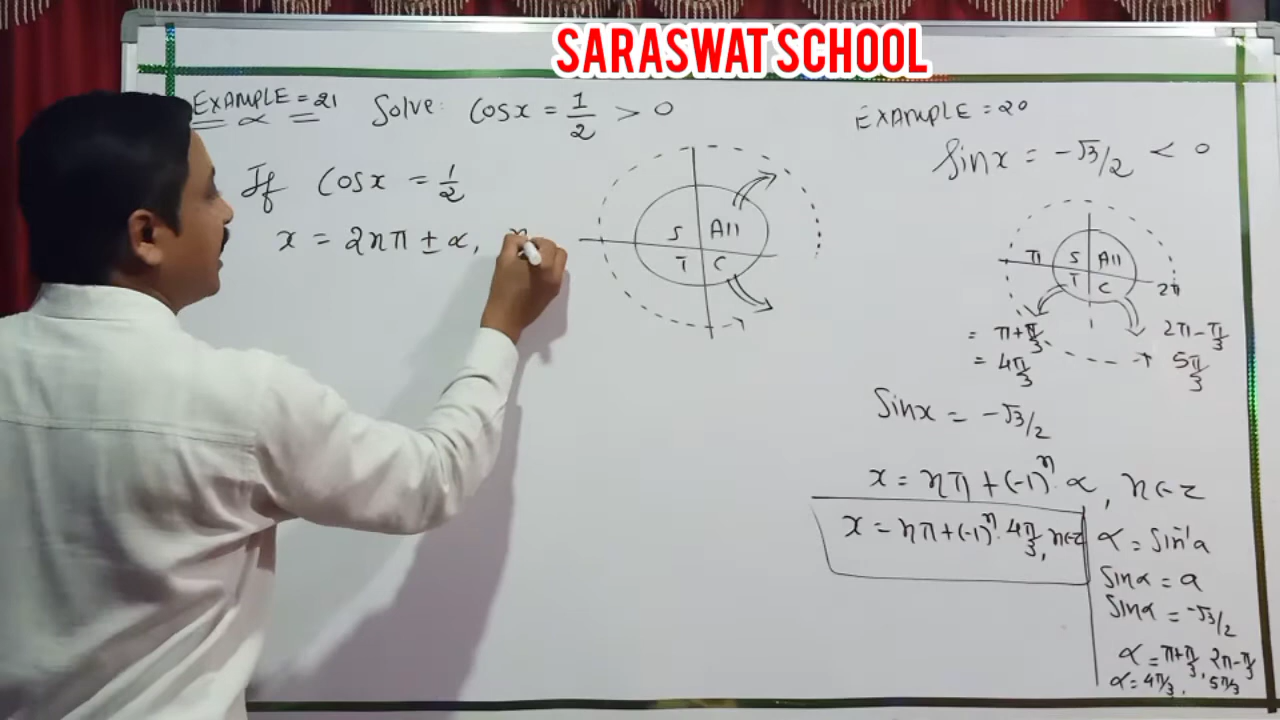 SARASWAT SCHOOL
EXAMPLE = 21 Solve: Cosx = 1/2 > 0
If Cosx = 1/2
x = 2nπ ± α, n
S All
T C
EXAMPLE = 20
Sinx = -√3/2 < 0
S All
π T C 2π
= π+π/3 2π-π/3
= 4π/3 5π/3
Sinx = -√3/2
x = nπ + (-1)ⁿ α, n∈z
x = nπ+(-1)ⁿ. 4π/3, n∈z
α = Sin⁻¹a
Sinα = a
Sinα = -√3/2
α = π+π/3, 2π-π/3
α = 4π/3, 5π/3